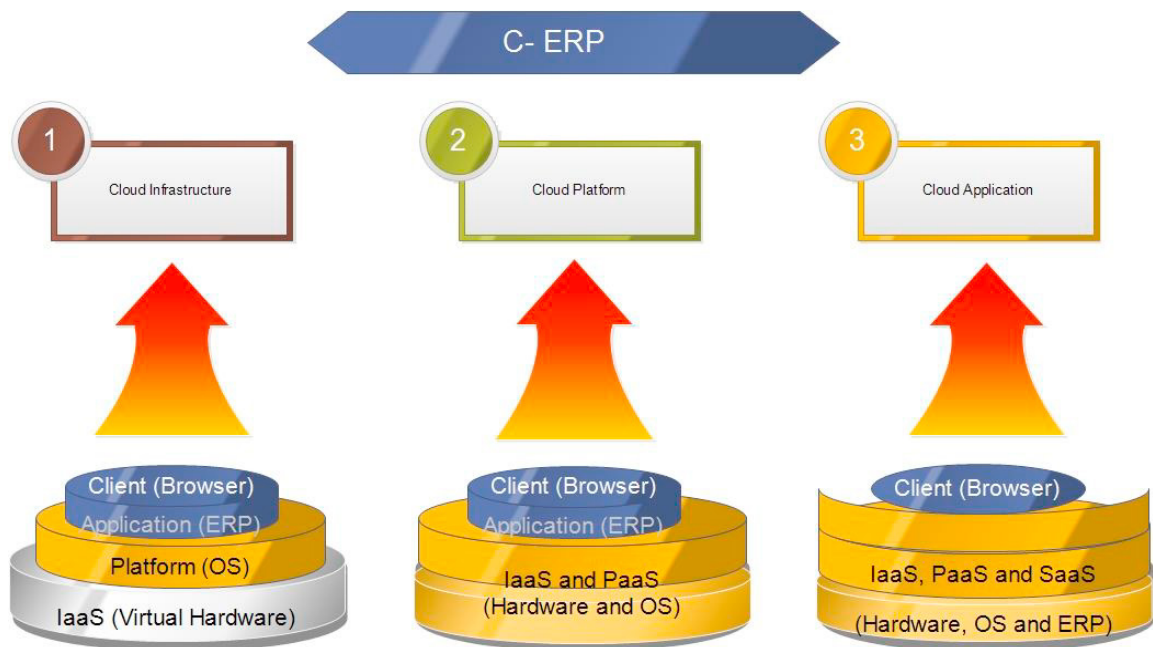 C- ERP
1
Cloud Infrastructure
2
Cloud Platform
3
Cloud Application
Client (Browser)
Application (ERP)
Platform (OS)
IaaS (Virtual Hardware)
Client (Browser)
Application (ERP)
IaaS and PaaS
(Hardware and OS)
Client (Browser)
IaaS, PaaS and SaaS
(Hardware, OS and ERP)